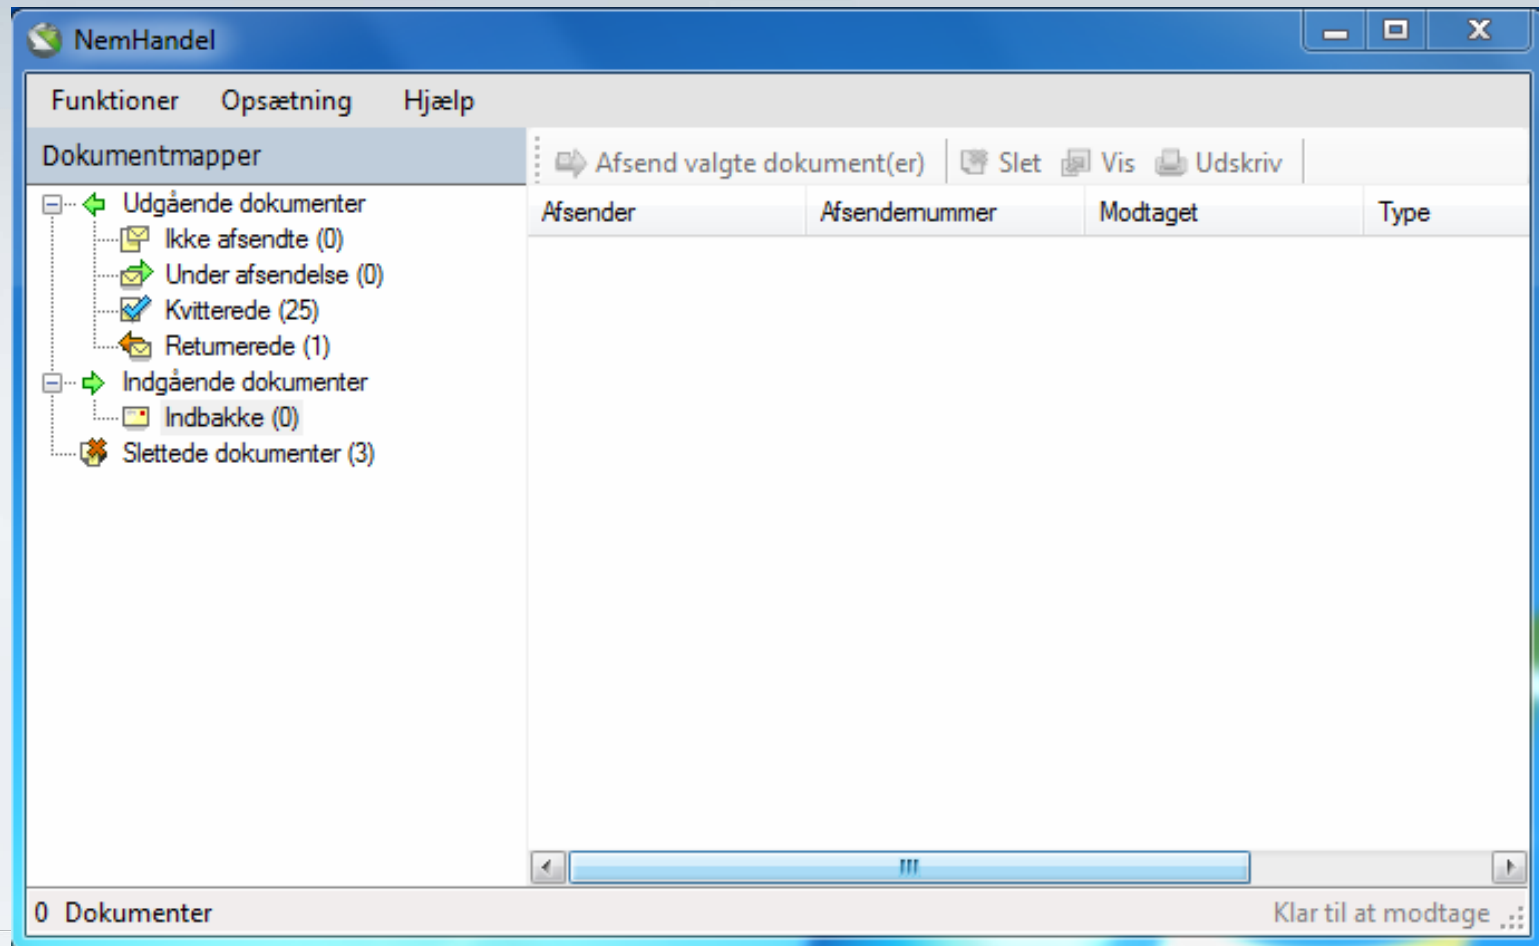 NemHandel
Funktioner Opsætning Hjælp
Dokumentmapper
Afsend valgte dokument(er) Slet Vis Udskriv
Udgående dokumenter
Ikke afsendte (0)
Under afsendelse (0)
Kvitterede (25)
Returnerede (1)
Indgående dokumenter
Indbakke (0)
Slettede dokumenter (3)
Afsender Afsendernummer Modtaget Type
0 Dokumenter
Klar til at modtage